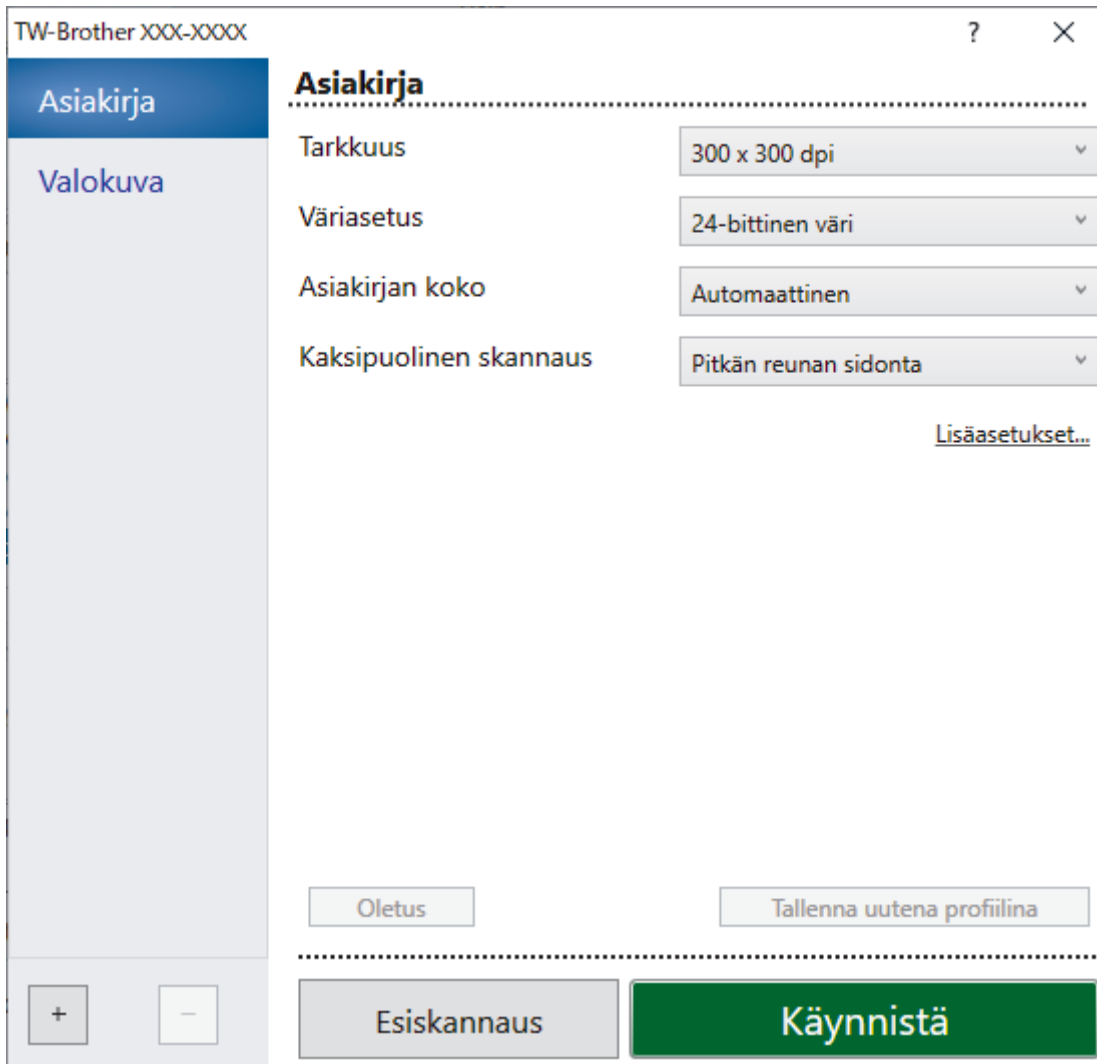 TW-Brother XXX-XXXX ?
Asiakirja
Valokuva
Asiakirja
Tarkkuus 300 x 300 dpi
Väriasetus 24-bittinen väri
Asiakirjan koko Automaattinen
Kaksipuolinen skannaus Pitkän reunan sidonta
Lisäasetukset...
Oletus Tallenna uutena profiilina
+ − Esiskannaus Käynnistä